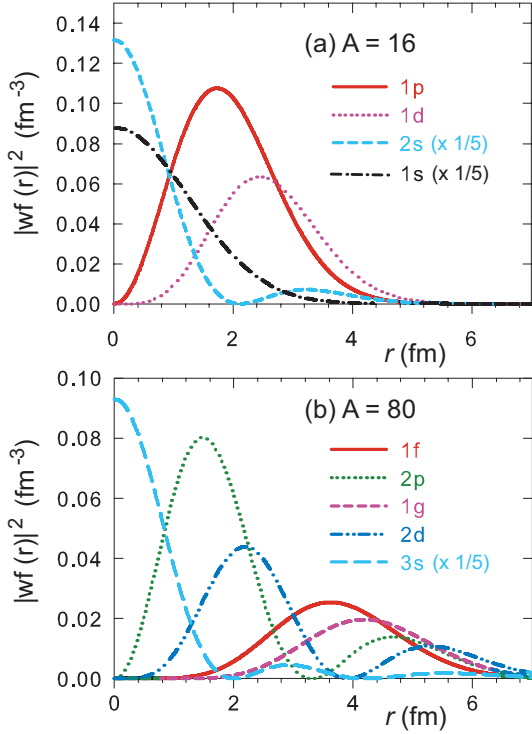 (a) A = 16
1p
1d
2s (x 1/5)
1s (x 1/5)
|wf (r)|² (fm⁻³)
0.14
0.12
0.10
0.08
0.06
0.04
0.02
0.00
0 2 4 6
r (fm)
(b) A = 80
1f
2p
1g
2d
3s (x 1/5)
|wf (r)|² (fm⁻³)
0.10
0.08
0.06
0.04
0.02
0.00
0 2 4 6
r (fm)